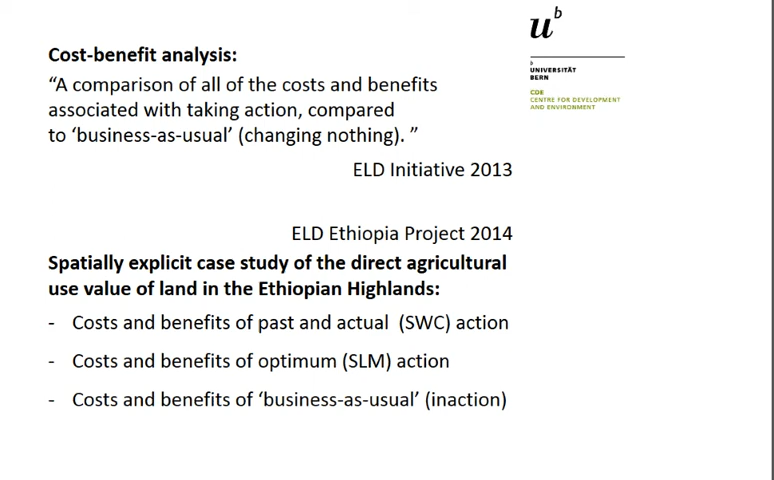 Cost-benefit analysis:
“A comparison of all of the costs and benefits
associated with taking action, compared
to ‘business-as-usual’ (changing nothing). ”
ELD Initiative 2013
ELD Ethiopia Project 2014
Spatially explicit case study of the direct agricultural
use value of land in the Ethiopian Highlands:
- Costs and benefits of past and actual (SWC) action
- Costs and benefits of optimum (SLM) action
- Costs and benefits of ‘business-as-usual’ (inaction)
u b
b
UNIVERSITÄT
BERN
CDE
CENTRE FOR DEVELOPMENT
AND ENVIRONMENT